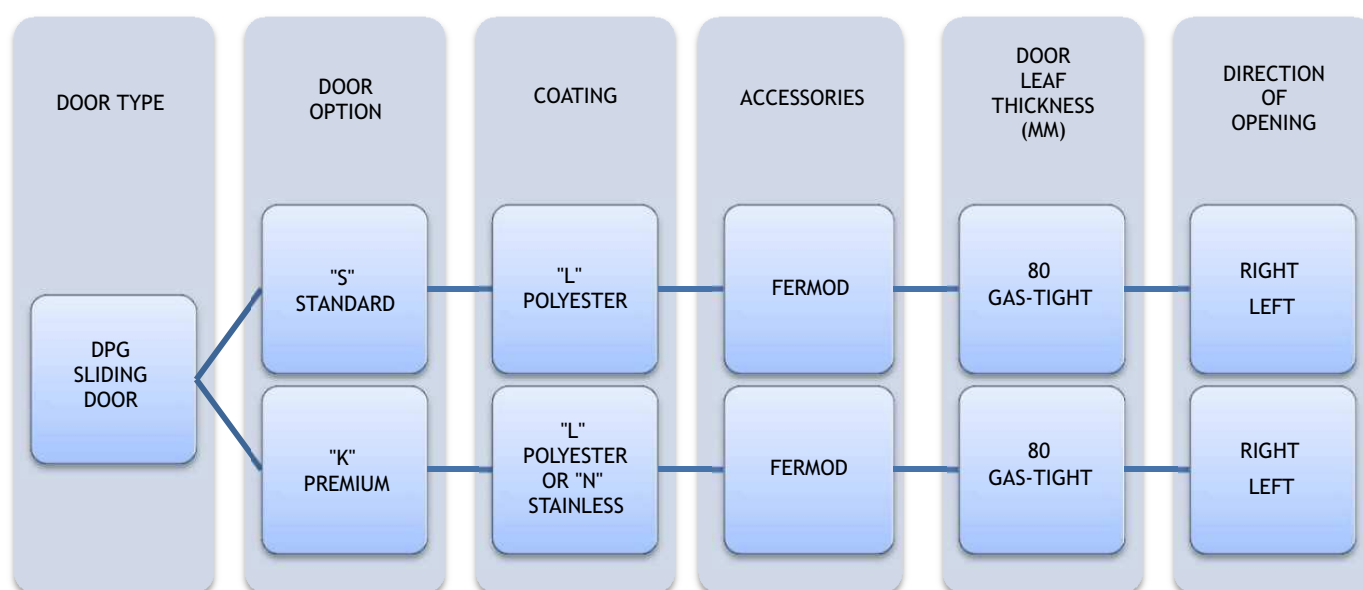 DOOR TYPE
DOOR
OPTION
COATING
ACCESSORIES
DOOR
LEAF
THICKNESS
(MM)
DIRECTION
OF
OPENING
DPG
SLIDING
DOOR
"S"
STANDARD
"L"
POLYESTER
FERMOD
80
GAS-TIGHT
RIGHT
LEFT
"K"
PREMIUM
"L"
POLYESTER
OR "N"
STAINLESS
FERMOD
80
GAS-TIGHT
RIGHT
LEFT